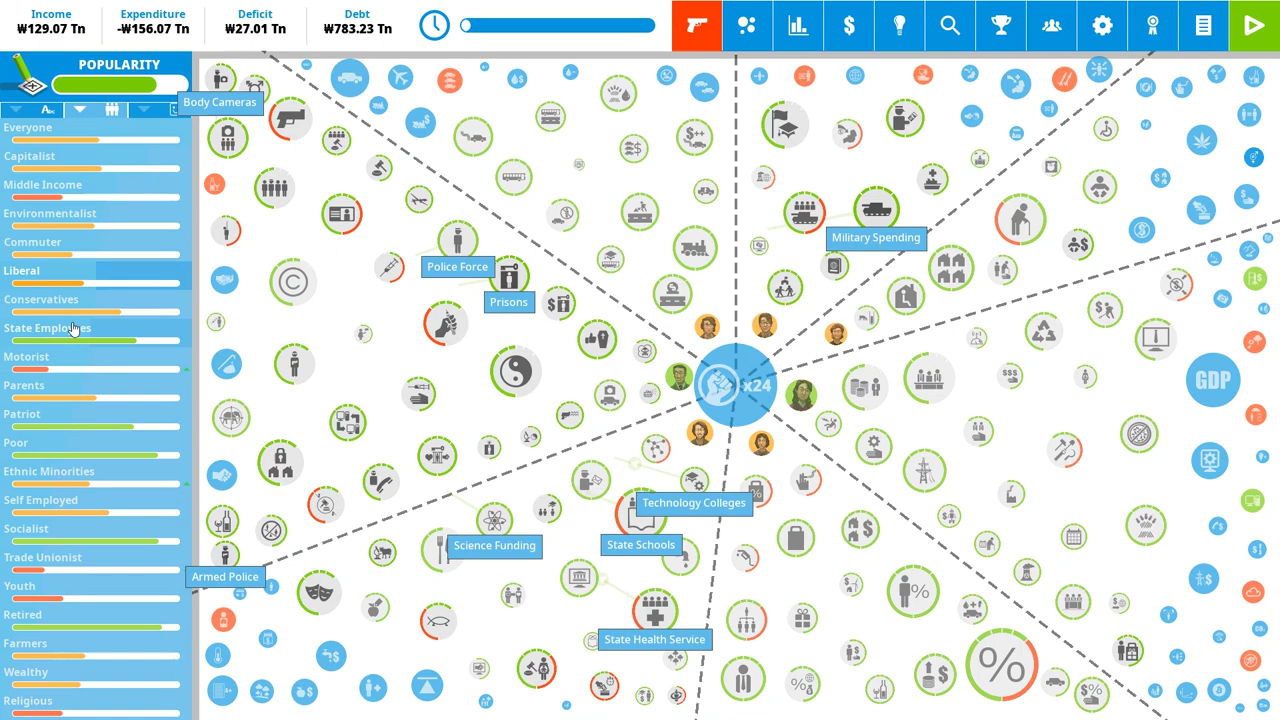 Income
₩129.07 Tn
Expenditure
-₩156.07 Tn
Deficit
₩27.01 Tn
Debt
₩783.23 Tn
POPULARITY
Everyone
Capitalist
Middle Income
Environmentalist
Commuter
Liberal
Conservatives
State Employees
Motorist
Parents
Patriot
Poor
Ethnic Minorities
Self Employed
Socialist
Trade Unionist
Youth
Retired
Farmers
Wealthy
Religious
Body Cameras
Police Force
Prisons
Military Spending
x24
GDP
Technology Colleges
Science Funding
State Schools
Armed Police
State Health Service